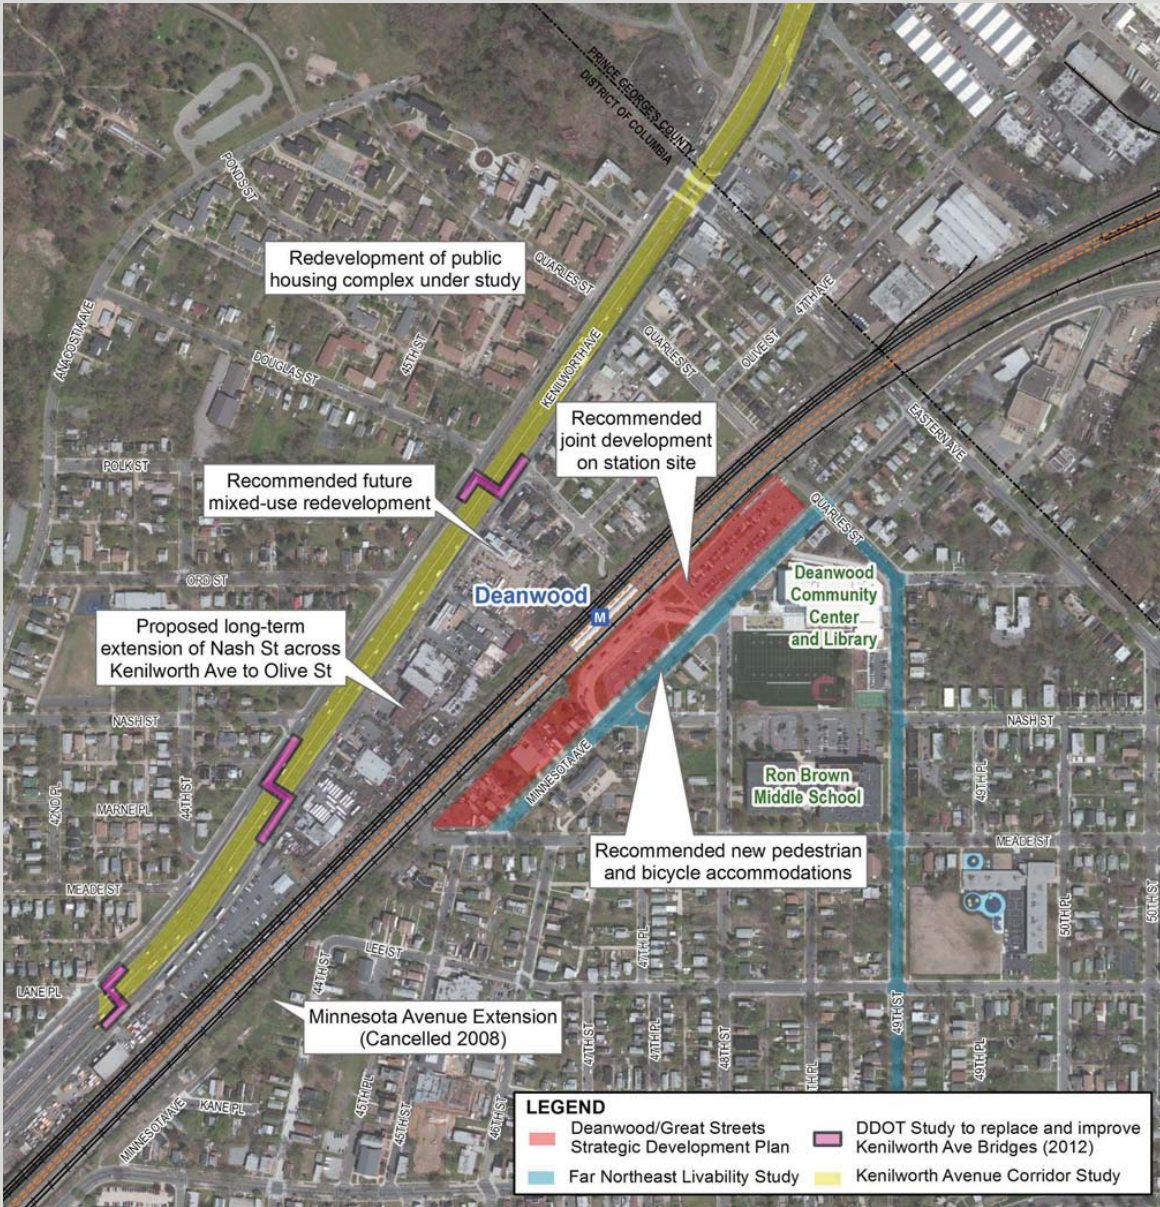 PRINCE GEORGE'S COUNTY
DISTRICT OF COLUMBIA
PONDS ST
QUARLES ST
Redevelopment of public
housing complex under study
ANACOSTIA AVE
DOUGLAS ST
45TH ST
KENILWORTH AVE
QUARLES ST
OLIVE ST
47TH AVE
EASTERN AVE
Recommended
joint development
on station site
POLK ST
Recommended future
mixed-use redevelopment
QUARLES ST
ORD ST
Deanwood
M
Deanwood
Community
Center
and Library
Proposed long-term
extension of Nash St across
Kenilworth Ave to Olive St
NASH ST
NASH ST
42ND PL
MARNE PL
44TH ST
MINNESOTA AVE
Ron Brown
Middle School
49TH PL
MEADE ST
Recommended new pedestrian
and bicycle accommodations
MEADE ST
50TH PL
50TH ST
LEE ST
44TH ST
47TH PL
LANE PL
Minnesota Avenue Extension
(Cancelled 2008)
49TH ST
47TH ST
47TH PL
48TH ST
TH PL
49TH PL
MINNESOTA AVE
KANE PL
45TH PL
45TH ST
46TH ST
LEGEND
Deanwood/Great Streets
Strategic Development Plan
DDOT Study to replace and improve
Kenilworth Ave Bridges (2012)
Far Northeast Livability Study
Kenilworth Avenue Corridor Study